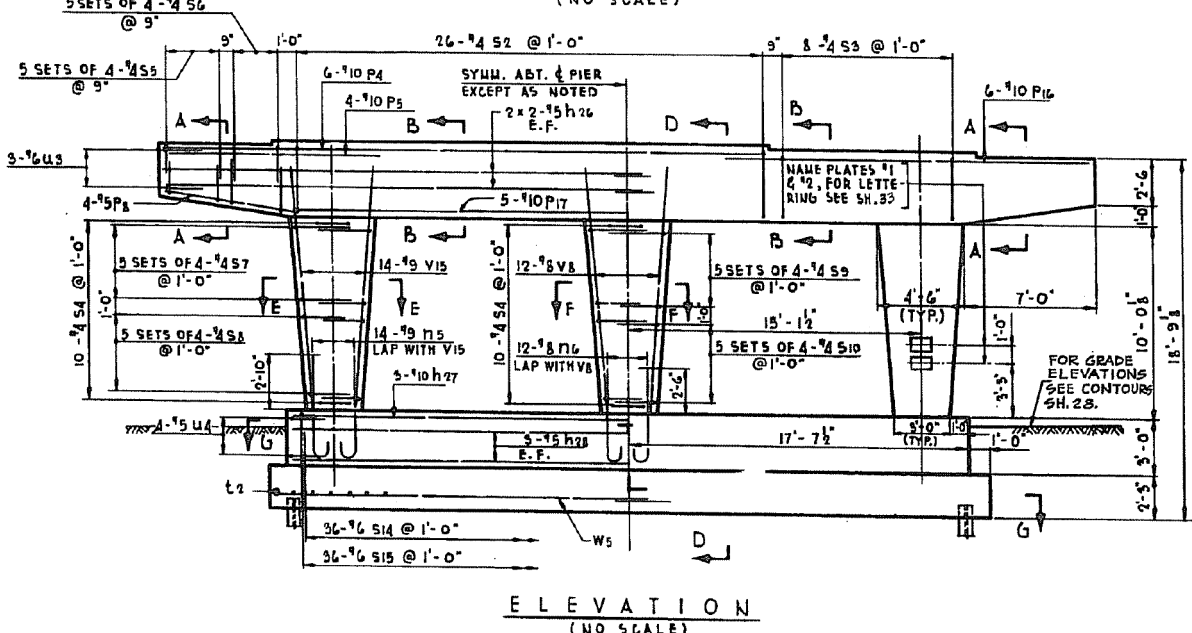 (NO SCALE)
5 SETS OF 4-#4 S6
@ 9"
9"
1'-0"
26-#4 S2 @ 1'-0"
9"
8-#4 S3 @ 1'-0"
5 SETS OF 4-#4 S5
@ 9"
6-#10 P4
4-#10 P5
SYMM. ABT. ℄ PIER
EXCEPT AS NOTED
2 x 2-#5 h26
E.F.
6-#10 P16
A
B
D
B
A
3-#6 U3
4-#5 P8
NAME PLATES #1
& #2, FOR LETTE-
RING SEE SH.33
5-#10 P17
2'-6
1'-0
A
B
B
A
10-#4 S4 @ 1'-0"
5 SETS OF 4-#4 S7
@ 1'-0"
1'-0"
5 SETS OF 4-#4 S8
@ 1'-0"
14-#9 V15
E
E
14-#9 n5
LAP WITH V15
2'-10"
3-#10 h27
10-#4 S4 @ 1'-0"
12-#8 V8
F
F
12-#8 n6
LAP WITH V8
2'-6"
5 SETS OF 4-#4 S9
@ 1'-0"
1'-0"
15'-1½"
5 SETS OF 4-#4 S10
@ 1'-0"
4'-6"
(TYP.)
7'-0"
1'-0"
3'-3"
10'-0⅛"
18'-9½"
FOR GRADE
ELEVATIONS
SEE CONTOURS
SH. 28.
4-#5 U4
G
3-#5 h28
E.F.
17'-7½"
3'-0"
(TYP.)
1'-0
1'-0"
3'-0"
2'-3"
t2
W5
36-#6 S14 @ 1'-0"
36-#6 S15 @ 1'-0"
D
G
ELEVATION
(NO SCALE)